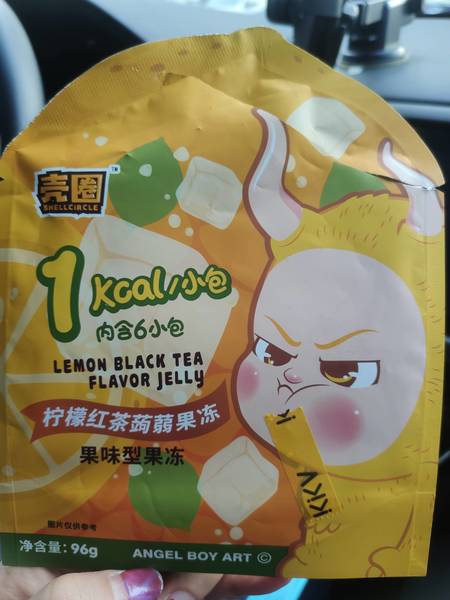 壳圈 TM
SHELLCIRCLE
1 Kcal/小包
内含6小包
LEMON BLACK TEA
FLAVOR JELLY
柠檬红茶蒟蒻果冻
果味型果冻
KIKV
K
图片仅供参考
净含量：96g
ANGEL BOY ART ©